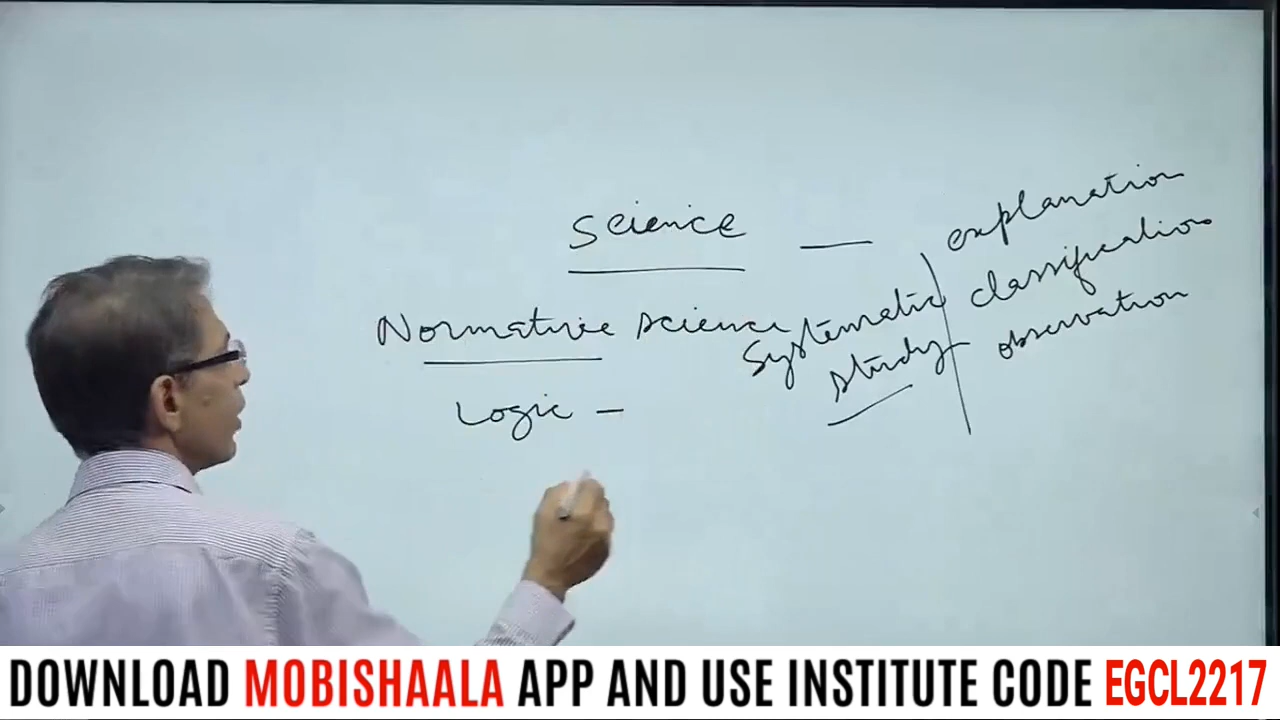 Science —
explanation
classification
observation
Systematic
study
Normative science
Logic –
DOWNLOAD MOBISHAALA APP AND USE INSTITUTE CODE EGCL2217